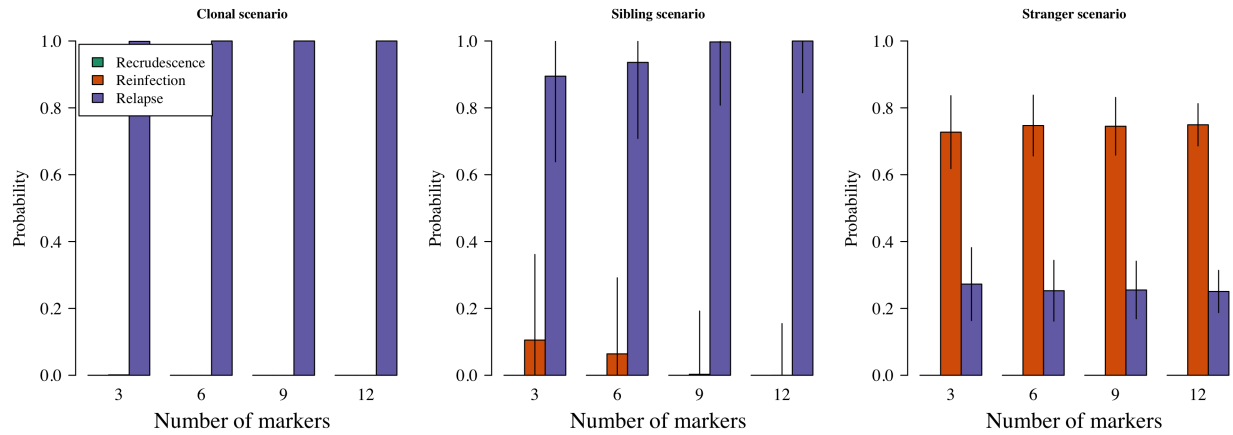 Clonal scenario
Probability
1.0
0.8
0.6
0.4
0.2
0.0
Recrudescence
Reinfection
Relapse
3 6 9 12
Number of markers
Sibling scenario
Probability
1.0
0.8
0.6
0.4
0.2
0.0
3 6 9 12
Number of markers
Stranger scenario
Probability
1.0
0.8
0.6
0.4
0.2
0.0
3 6 9 12
Number of markers